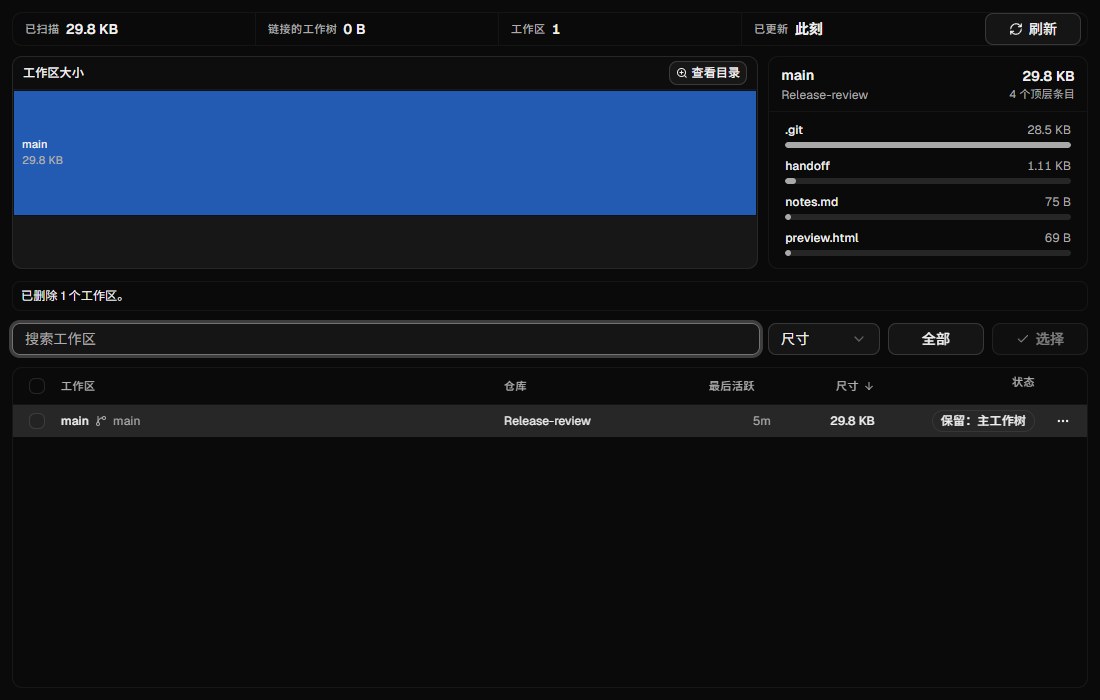 已扫描 29.8 KB 链接的工作树 0 B 工作区 1 已更新 此刻 刷新
工作区大小 查看目录
main
29.8 KB
main 29.8 KB
Release-review 4 个顶层条目
.git 28.5 KB
handoff 1.11 KB
notes.md 75 B
preview.html 69 B
已删除 1 个工作区。
搜索工作区 尺寸 全部 选择
工作区 仓库 最后活跃 尺寸 状态
main main Release-review 5m 29.8 KB 保留：主工作树